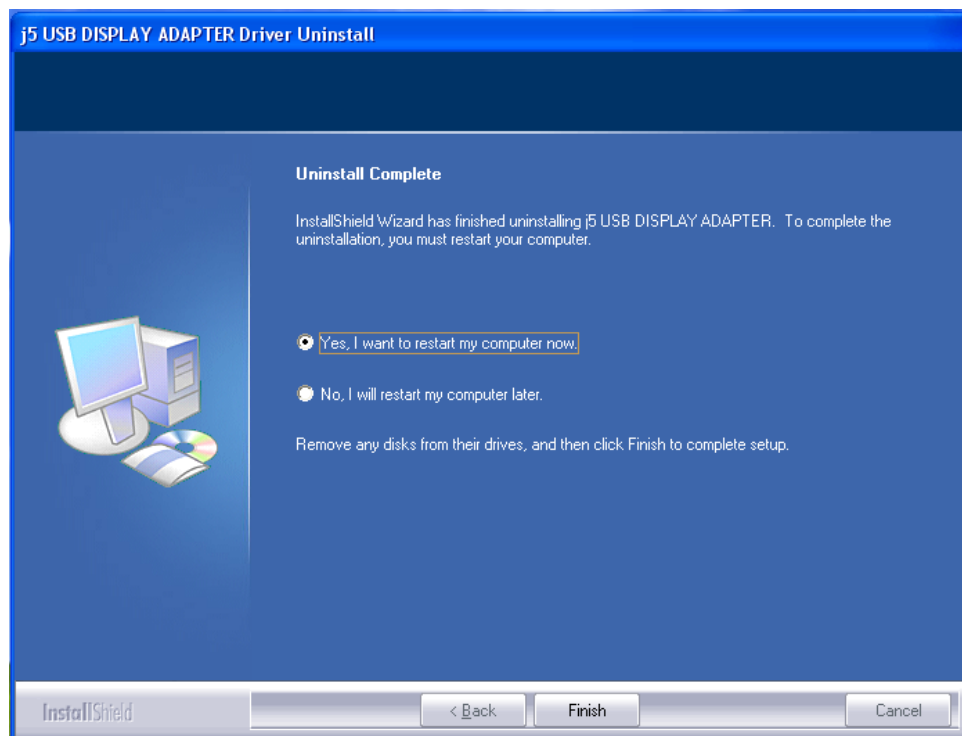 j5 USB DISPLAY ADAPTER Driver Uninstall
Uninstall Complete
InstallShield Wizard has finished uninstalling j5 USB DISPLAY ADAPTER.  To complete the
uninstallation, you must restart your computer.
Yes, I want to restart my computer now.
No, I will restart my computer later.
Remove any disks from their drives, and then click Finish to complete setup.
InstallShield
< Back
Finish
Cancel